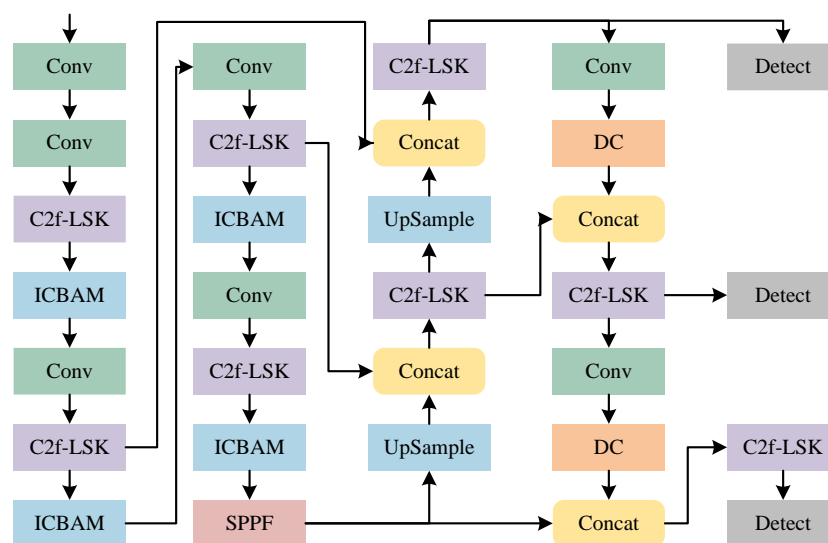 Conv
Conv
C2f-LSK
ICBAM
Conv
C2f-LSK
ICBAM
Conv
C2f-LSK
ICBAM
Conv
C2f-LSK
ICBAM
SPPF
C2f-LSK
Concat
UpSample
C2f-LSK
Concat
UpSample
Conv
DC
Concat
C2f-LSK
Conv
DC
Concat
Detect
Detect
C2f-LSK
Detect